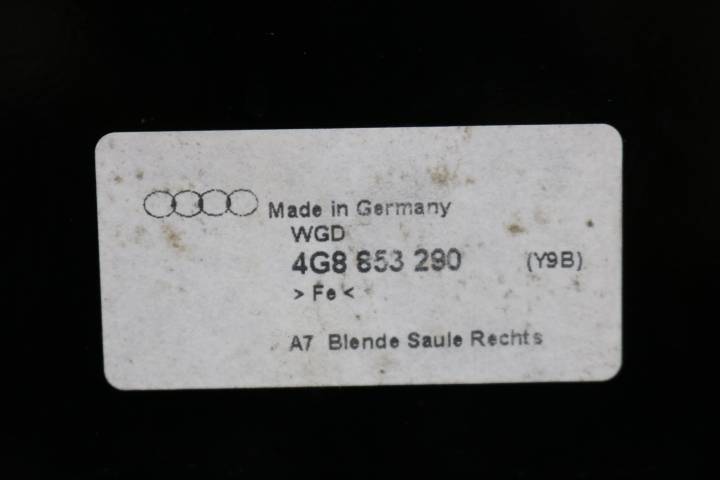 Made in Germany
WGD
4G8 853 290 (Y9B)
> Fe <
A7 Blende Saule Rechts